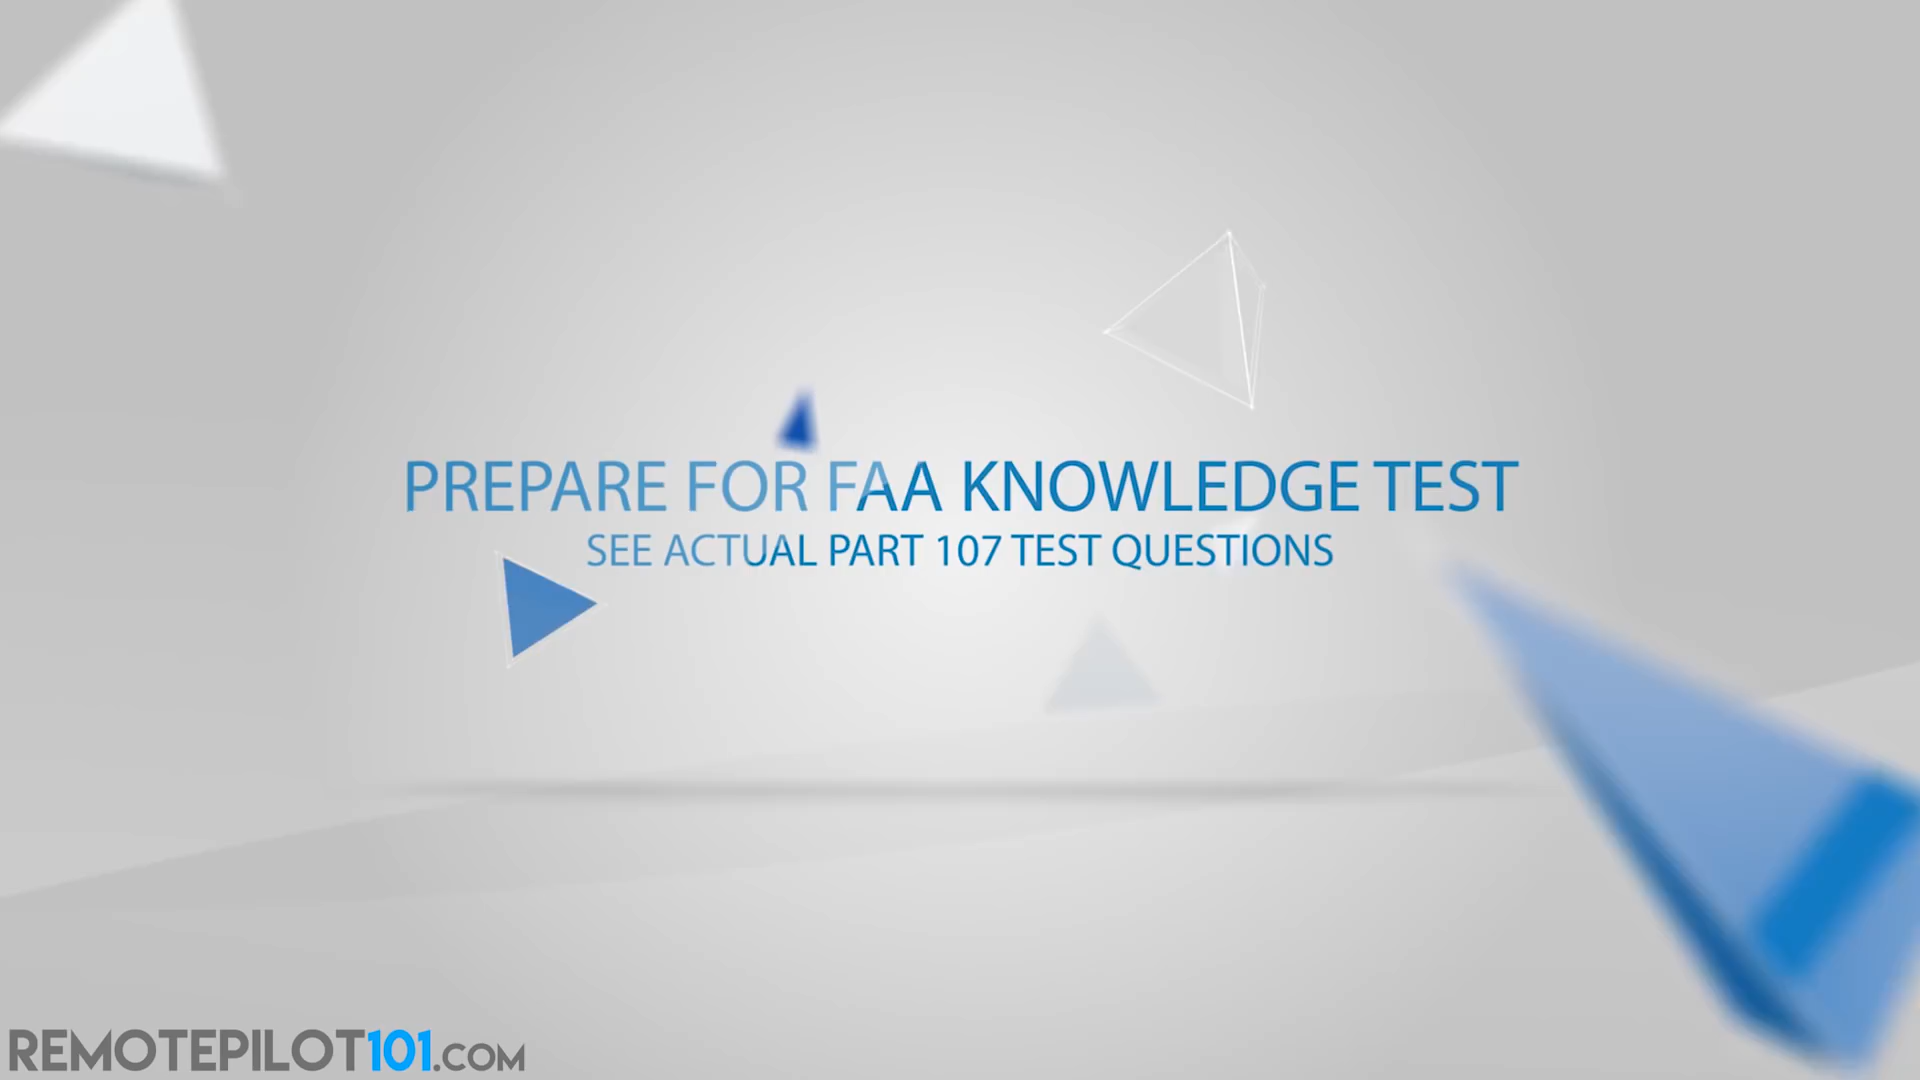 PREPARE FOR FAA KNOWLEDGE TEST
SEE ACTUAL PART 107 TEST QUESTIONS
REMOTEPILOT101.COM